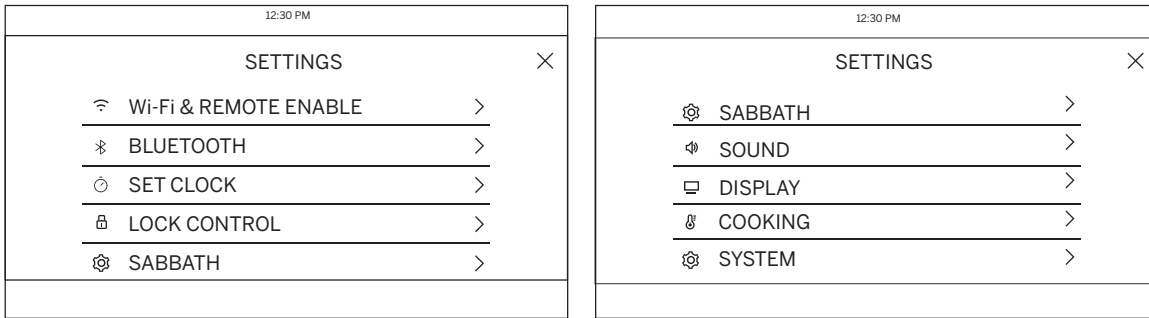 12:30 PM
SETTINGS
Wi-Fi & REMOTE ENABLE
BLUETOOTH
SET CLOCK
LOCK CONTROL
SABBATH
12:30 PM
SETTINGS
SABBATH
SOUND
DISPLAY
COOKING
SYSTEM